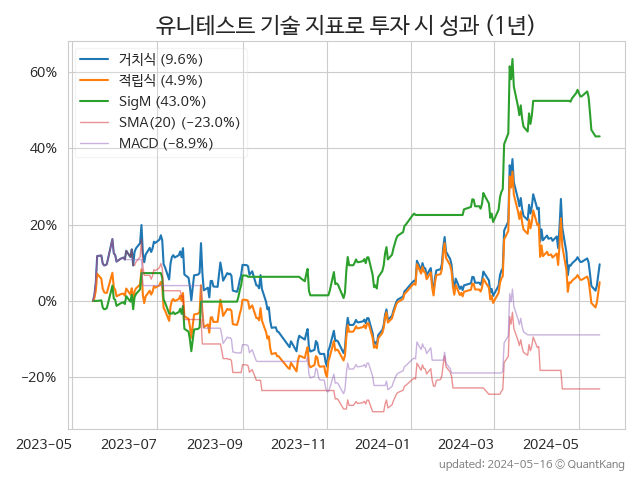 유니테스트 기술 지표로 투자 시 성과 (1년)
거치식 (9.6%)
적립식 (4.9%)
SigM (43.0%)
SMA(20) (−23.0%)
MACD (−8.9%)
60%
40%
20%
0%
−20%
2023-05 2023-07 2023-09 2023-11 2024-01 2024-03 2024-05
updated: 2024-05-16 © QuantKang